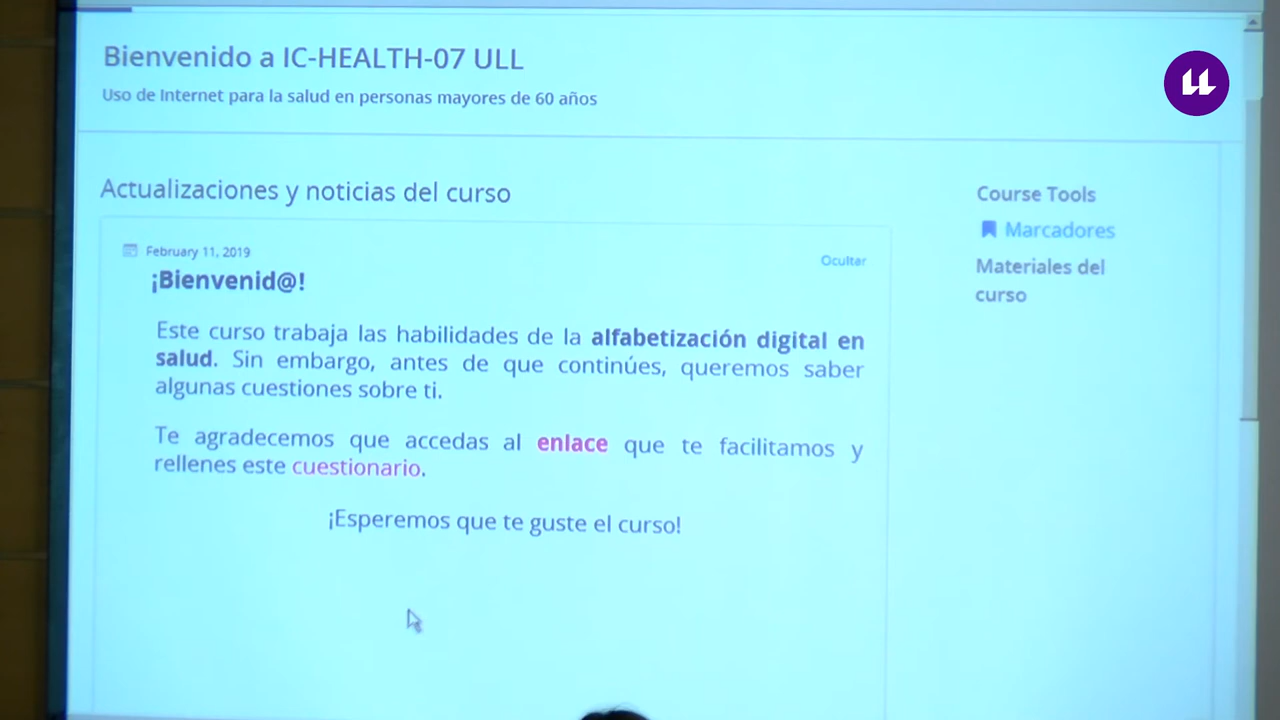 Bienvenido a IC-HEALTH-07 ULL
Uso de Internet para la salud en personas mayores de 60 años
Actualizaciones y noticias del curso
February 11, 2019
Ocultar
¡Bienvenid@!
Este curso trabaja las habilidades de la alfabetización digital en
salud. Sin embargo, antes de que continúes, queremos saber
algunas cuestiones sobre ti.
Te agradecemos que accedas al enlace que te facilitamos y
rellenes este cuestionario.
¡Esperemos que te guste el curso!
Course Tools
Marcadores
Materiales del
curso